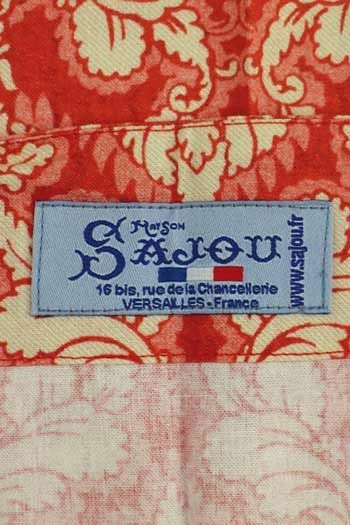 MAISON
SAJOU
16 bis, rue de la Chancellerie
VERSAILLES - France
www.sajou.fr